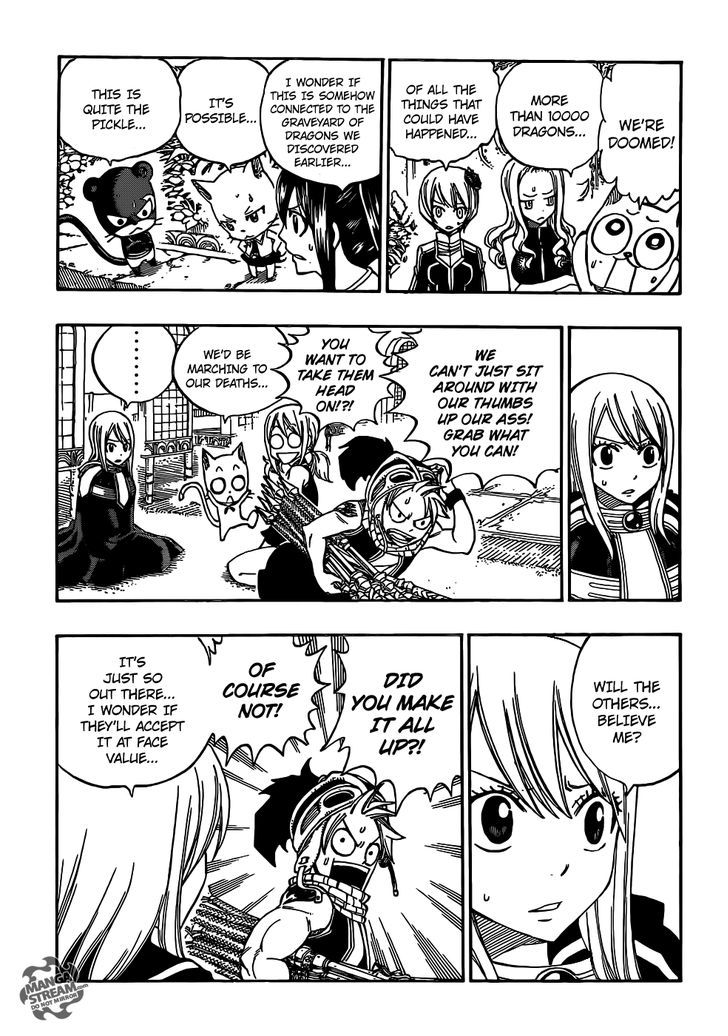 WE'RE
DOOMED!
MORE
THAN 10000
DRAGONS...
OF ALL THE
THINGS THAT
COULD HAVE
HAPPENED...
I WONDER IF
THIS IS SOMEHOW
CONNECTED TO THE
GRAVEYARD OF
DRAGONS WE
DISCOVERED
EARLIER...
IT'S
POSSIBLE...
THIS IS
QUITE THE
PICKLE...
WE
CAN'T JUST SIT
AROUND WITH
OUR THUMBS
UP OUR ASS!
GRAB WHAT
YOU CAN!
YOU
WANT TO
TAKE THEM
HEAD
ON!?!
WE'D BE
MARCHING TO
OUR DEATHS...
......
WILL THE
OTHERS...
BELIEVE
ME?
DID
YOU MAKE
IT ALL
UP?!
OF
COURSE
NOT!
IT'S
JUST SO
OUT THERE...
I WONDER IF
THEY'LL ACCEPT
IT AT FACE
VALUE...
MANGA
STREAM.com
DO NOT MIRROR